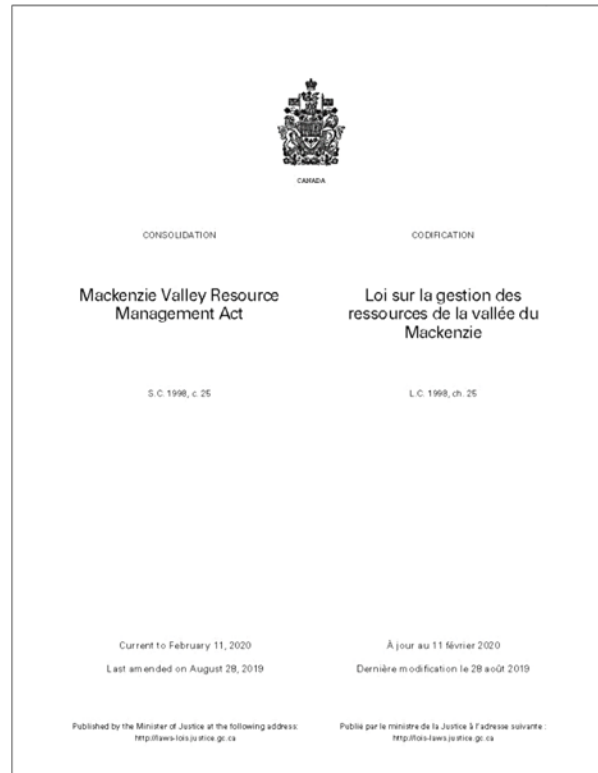 CANADA
CONSOLIDATION
Mackenzie Valley Resource
Management Act
S.C. 1998, c. 25
Current to February 11, 2020
Last amended on August 28, 2019
Published by the Minister of Justice at the following address:
http://laws-lois.justice.gc.ca
CODIFICATION
Loi sur la gestion des
ressources de la vallée du
Mackenzie
L.C. 1998, ch. 25
À jour au 11 février 2020
Dernière modification le 28 août 2019
Publié par le ministre de la Justice à l'adresse suivante :
http://lois-laws.justice.gc.ca